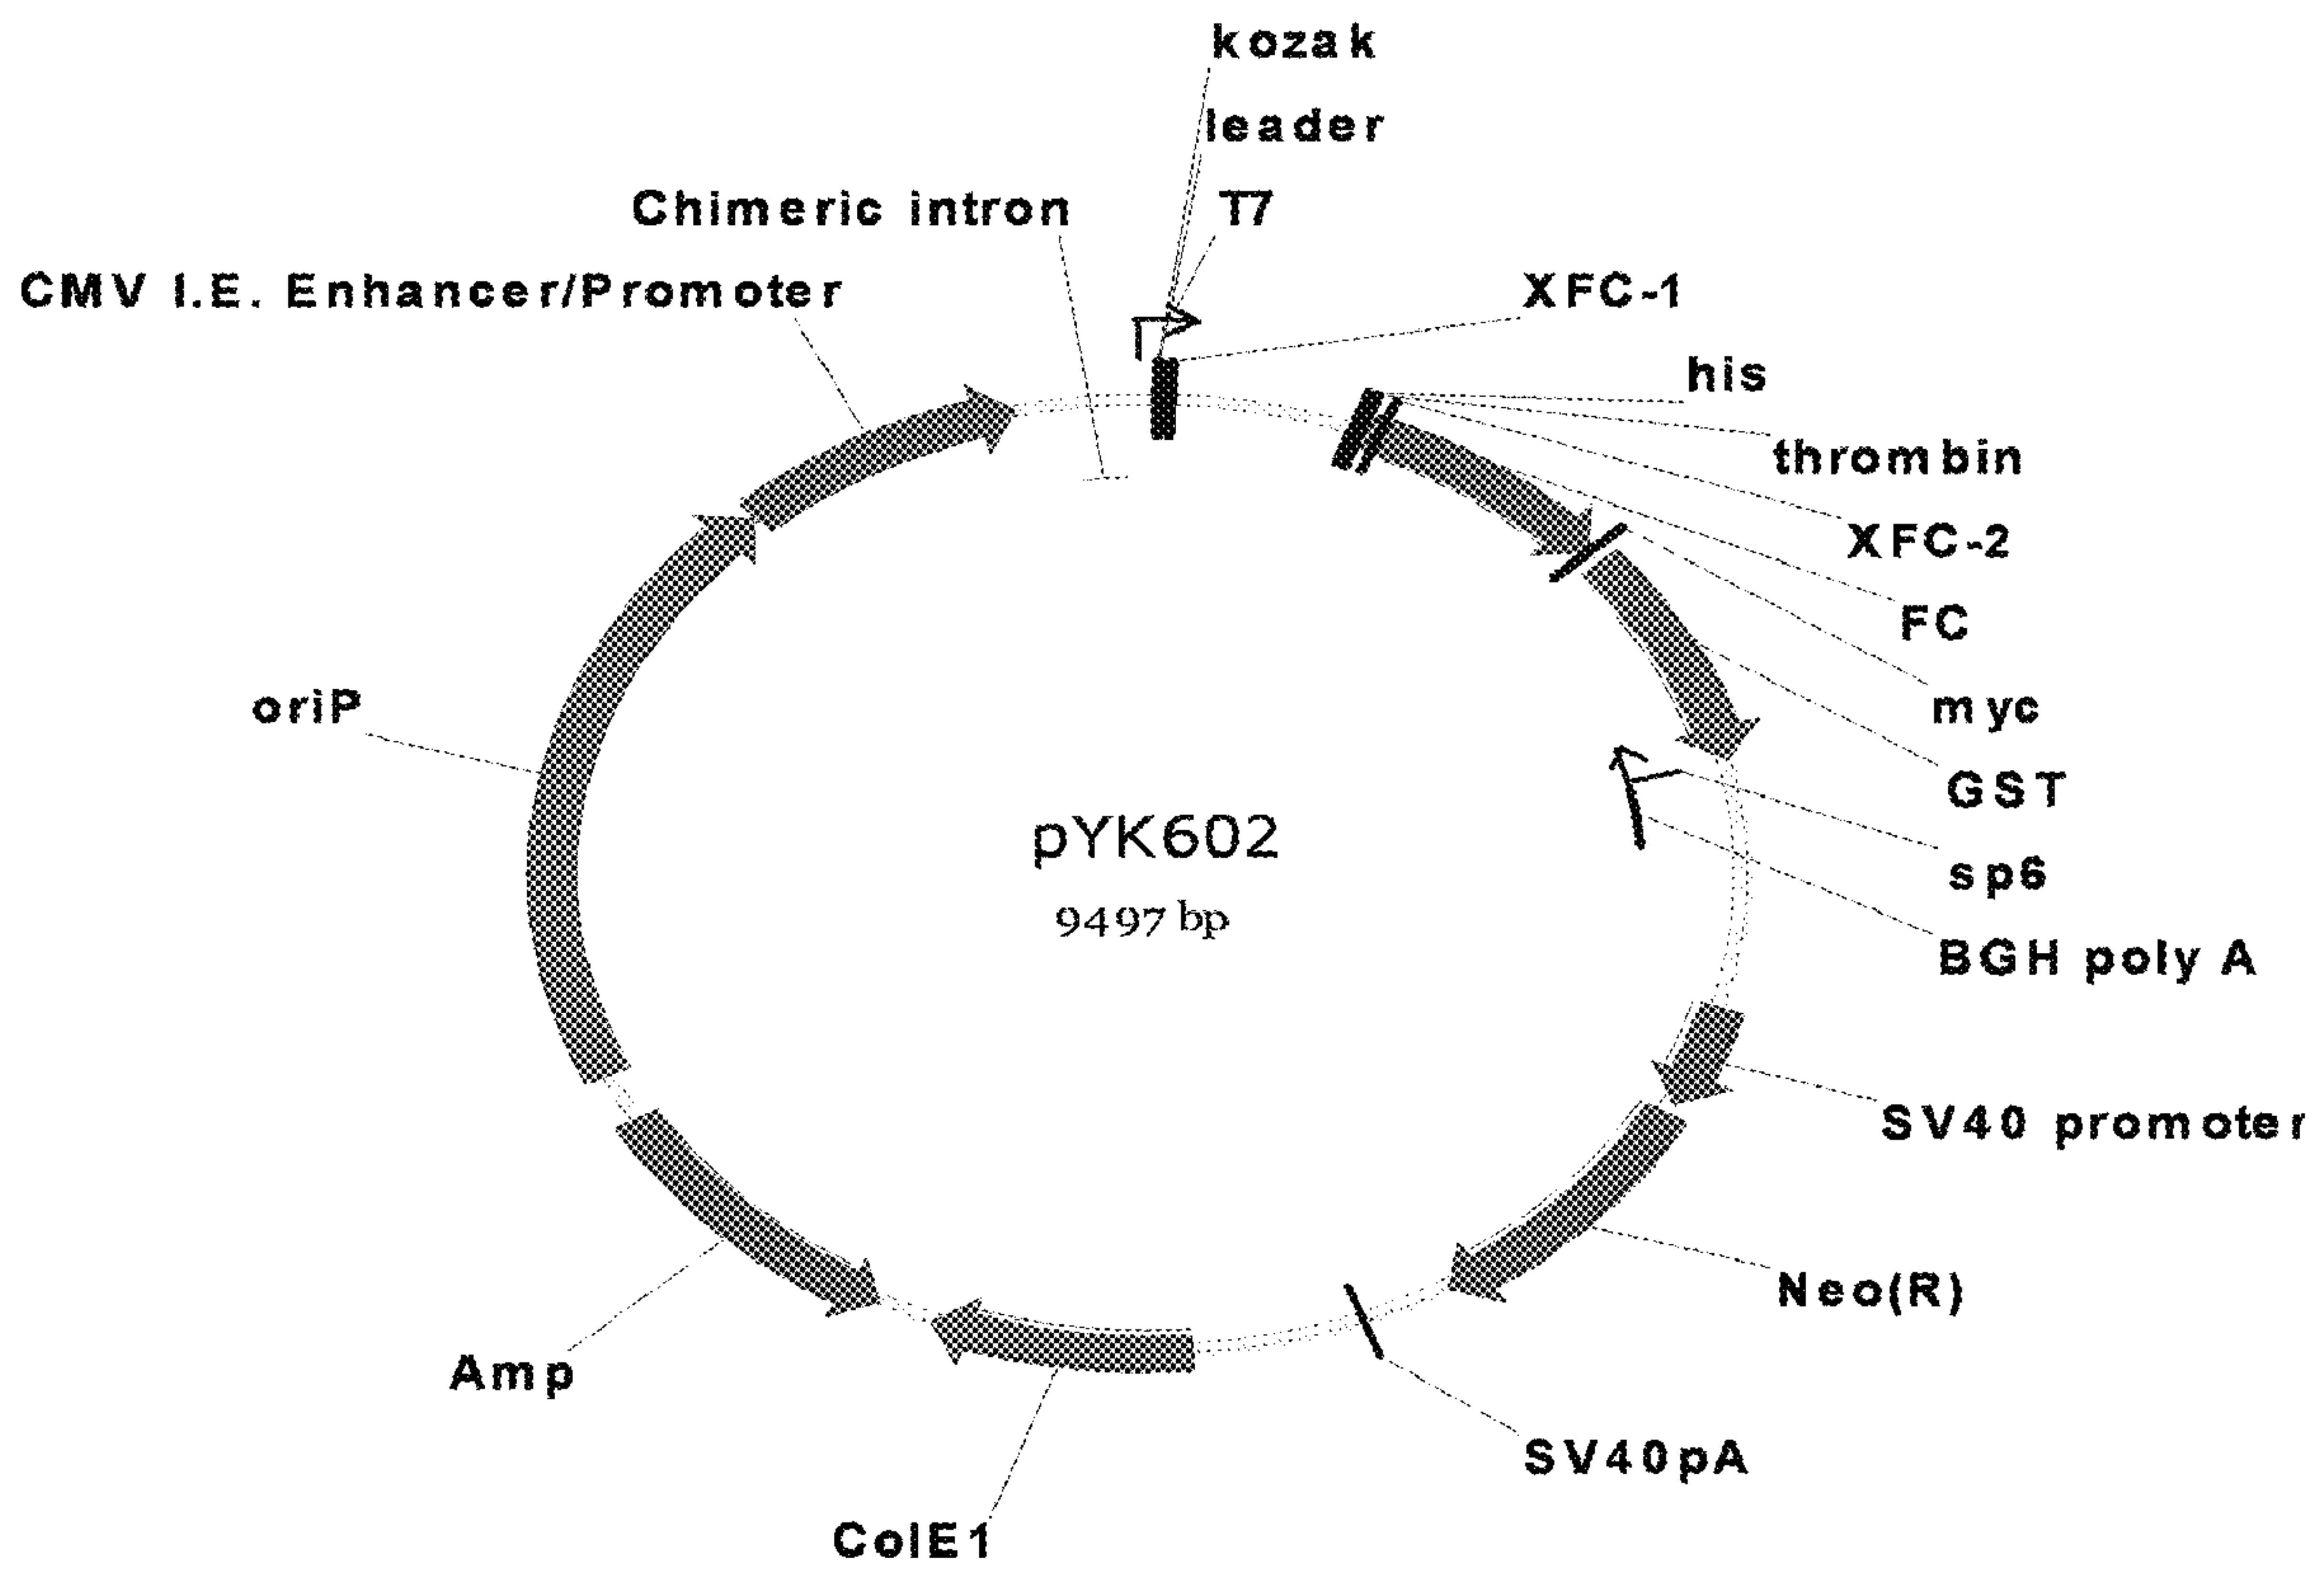 kozak
leader
Chimeric intron
T7
CMV I.E. Enhancer/Promoter
XFC-1
his
thrombin
XFC-2
FC
oriP
myc
GST
pYK602
sp6
9497 bp
BGH poly A
SV40 promoter
Neo(R)
Amp
SV40pA
ColE1